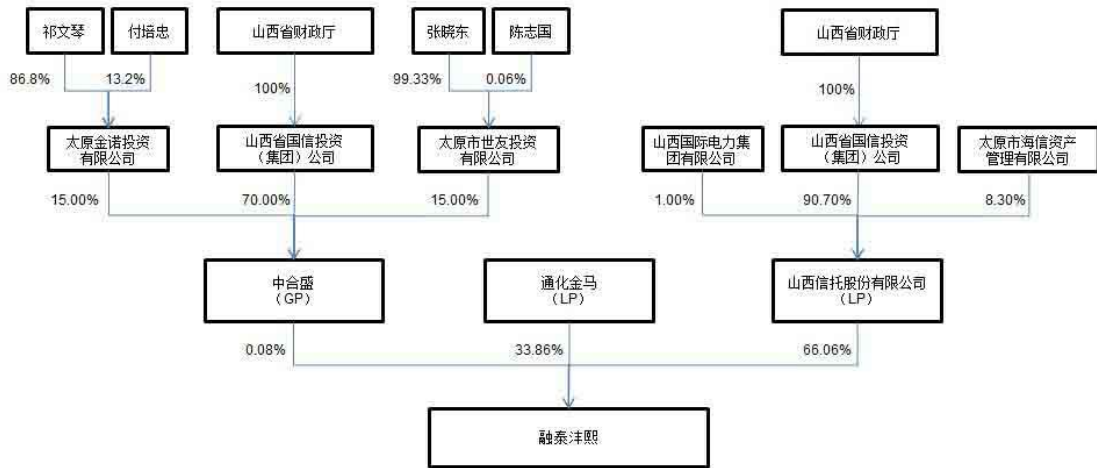 祁文琴
付培忠
山西省财政厅
张晓东
陈志国
山西省财政厅
86.8%
13.2%
100%
99.33%
0.06%
100%
太原金诺投资
有限公司
山西省国信投资
（集团）公司
太原市世友投资
有限公司
山西国际电力集
团有限公司
山西省国信投资
（集团）公司
太原市海信资产
管理有限公司
15.00%
70.00%
15.00%
1.00%
90.70%
8.30%
中合盛
（GP）
通化金马
（LP）
山西信托股份有限公司
（LP）
0.08%
33.86%
66.06%
融泰沣熙